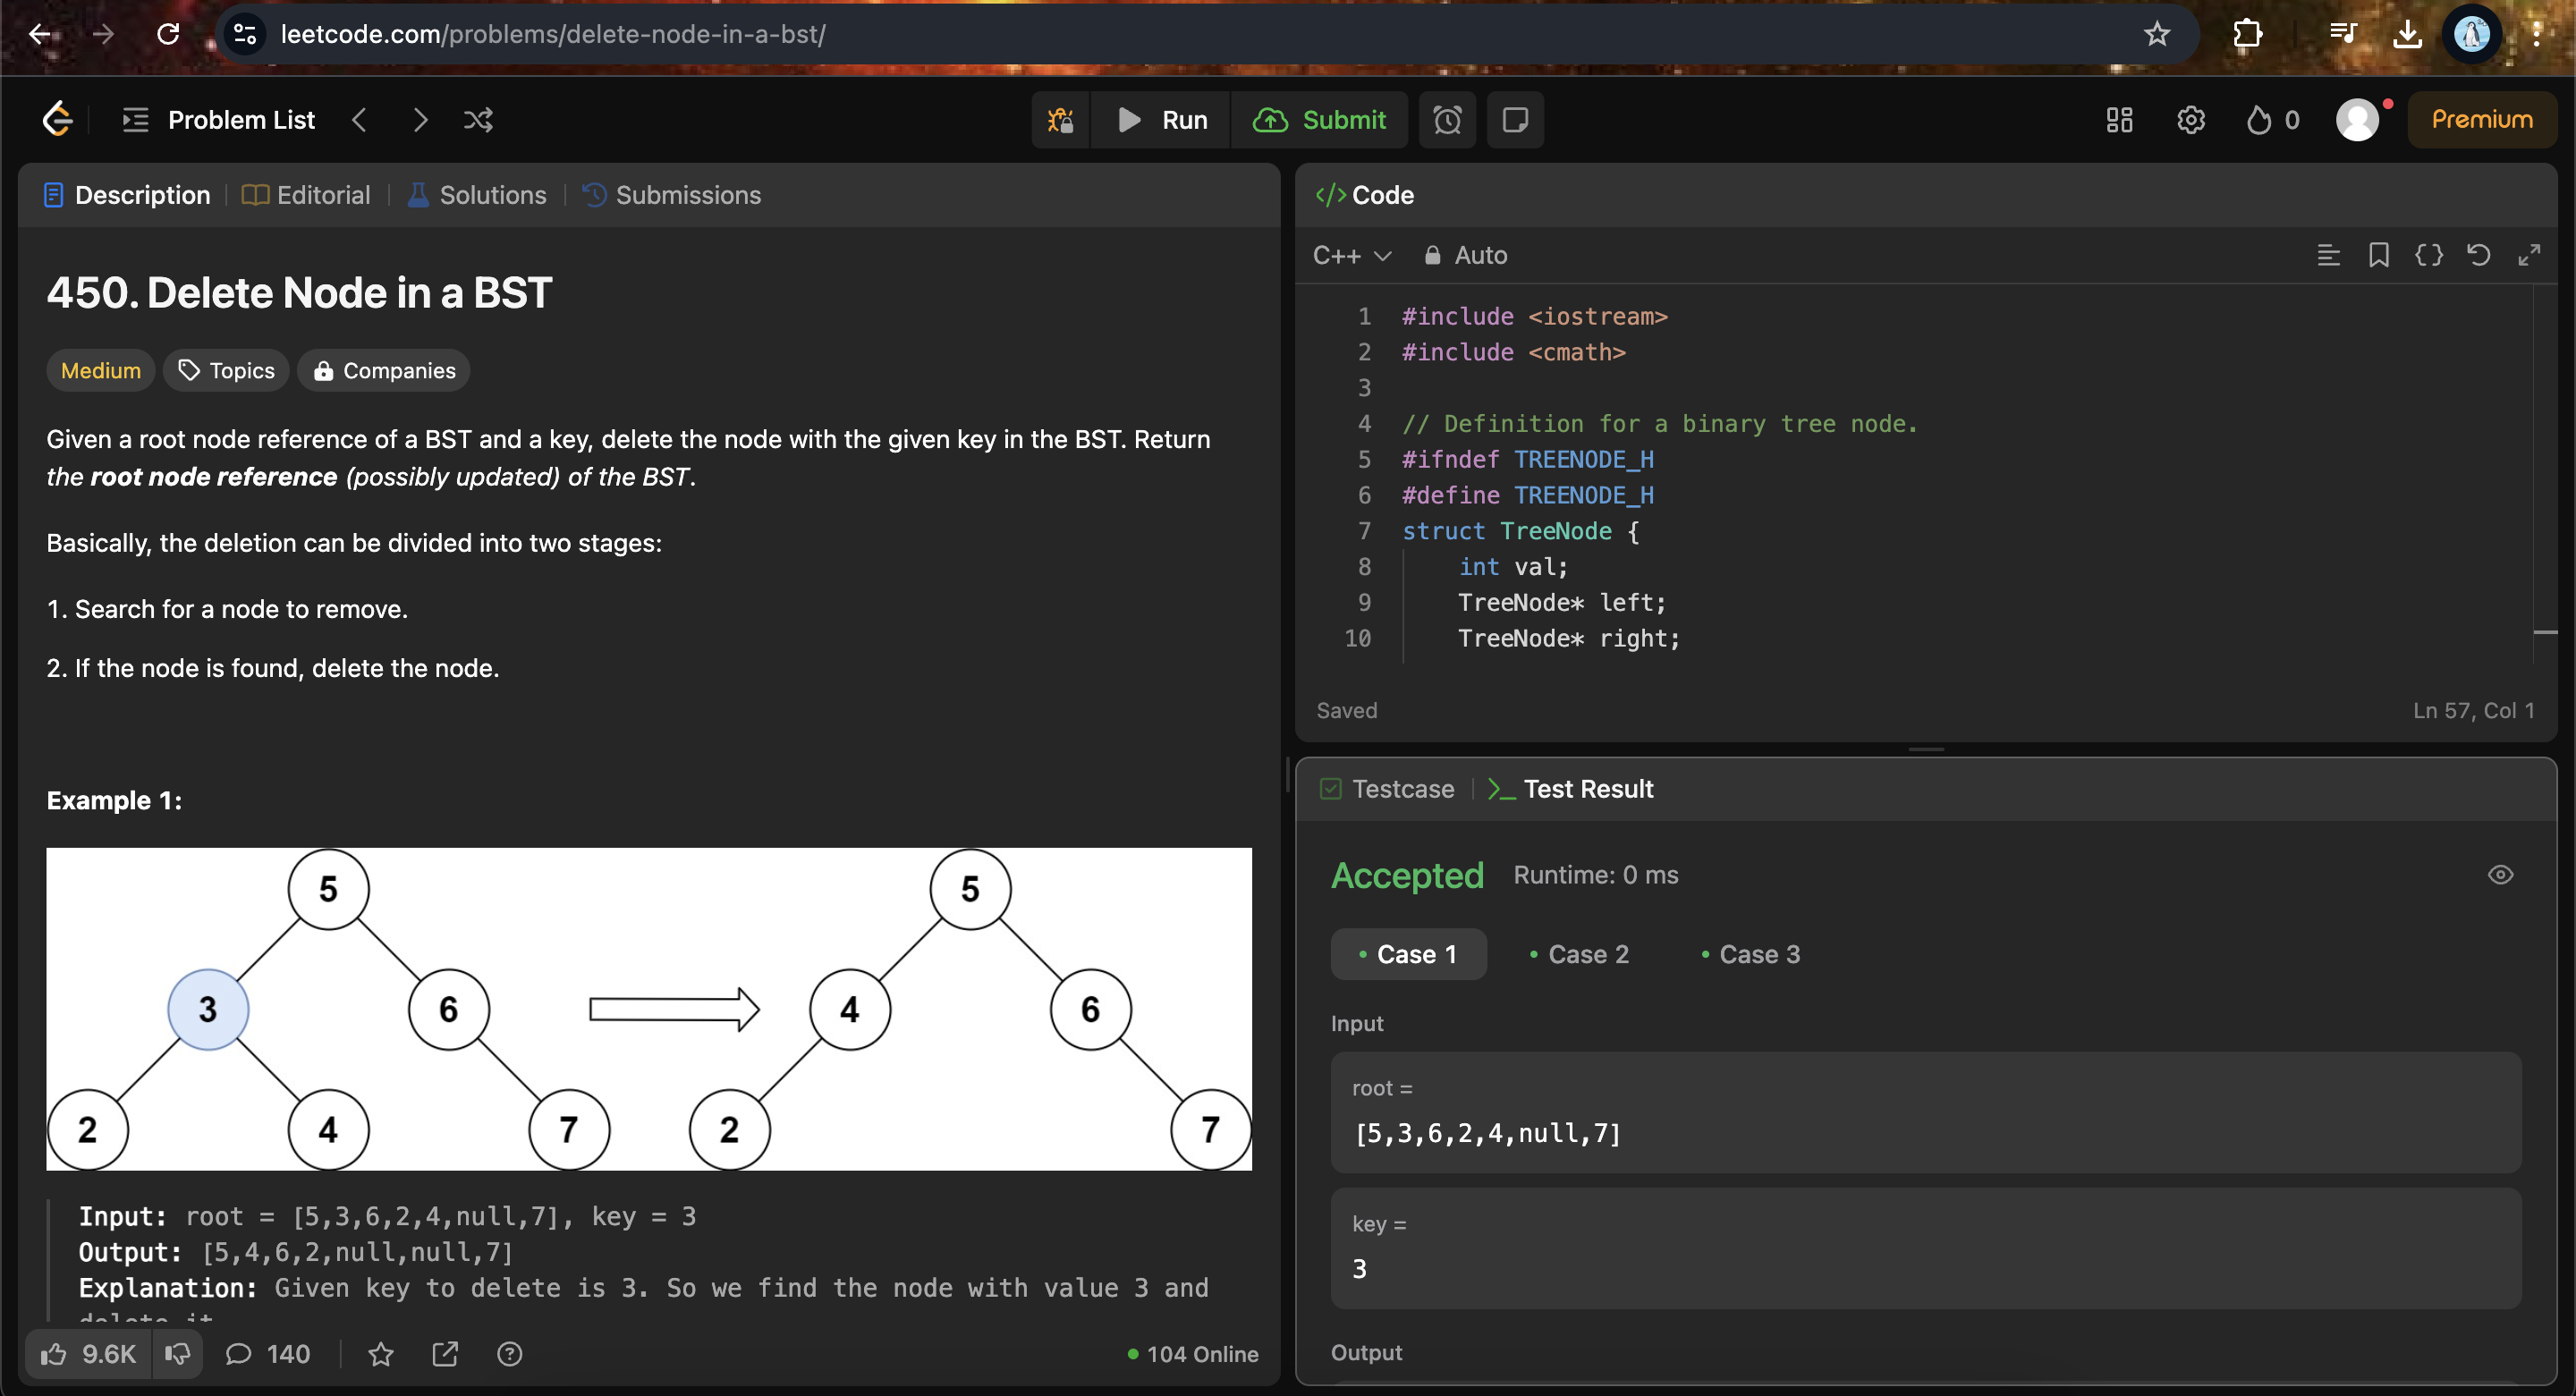 leetcode.com/problems/delete-node-in-a-bst/
Problem List
Run
Submit
0
Premium
Description
Editorial
Solutions
Submissions
450. Delete Node in a BST
Medium
Topics
Companies
Given a root node reference of a BST and a key, delete the node with the given key in the BST. Return
the root node reference (possibly updated) of the BST.
Basically, the deletion can be divided into two stages:
1. Search for a node to remove.
2. If the node is found, delete the node.
Example 1:
5
5
3
6
4
6
2
4
7
2
7
Input: root = [5,3,6,2,4,null,7], key = 3
Output: [5,4,6,2,null,null,7]
Explanation: Given key to delete is 3. So we find the node with value 3 and
delete it
9.6K
140
104 Online
</> Code
C++
Auto
1 #include <iostream>
2 #include <cmath>
3
4 // Definition for a binary tree node.
5 #ifndef TREENODE_H
6 #define TREENODE_H
7 struct TreeNode {
8 int val;
9 TreeNode* left;
10 TreeNode* right;
Saved
Ln 57, Col 1
Testcase
>_ Test Result
Accepted
Runtime: 0 ms
Case 1
Case 2
Case 3
Input
root =
[5,3,6,2,4,null,7]
key =
3
Output